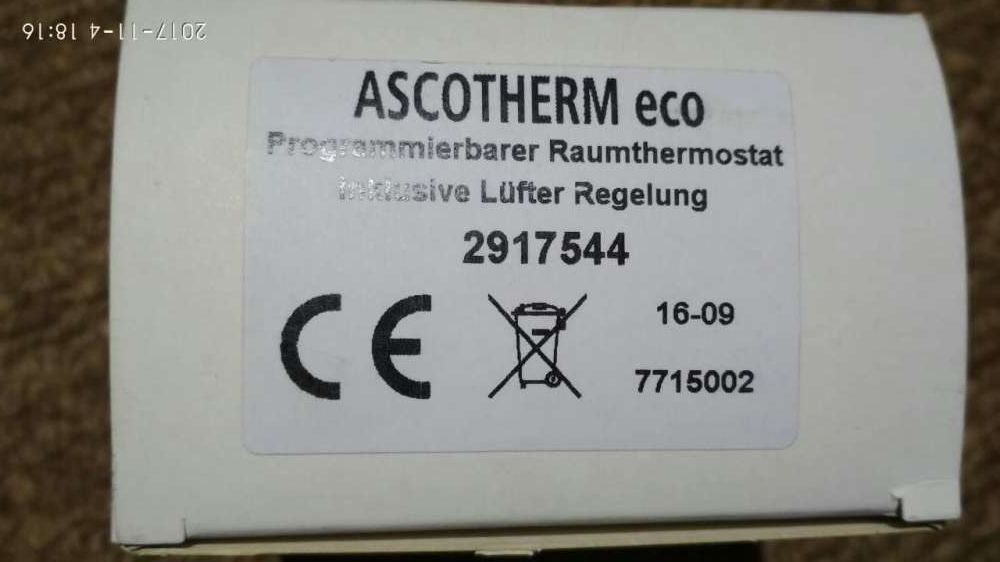 2017-11-4 18:16
ASCOTHERM eco
Programmierbarer Raumthermostat
inklusive Lüfter Regelung
2917544
CE
16-09
7715002